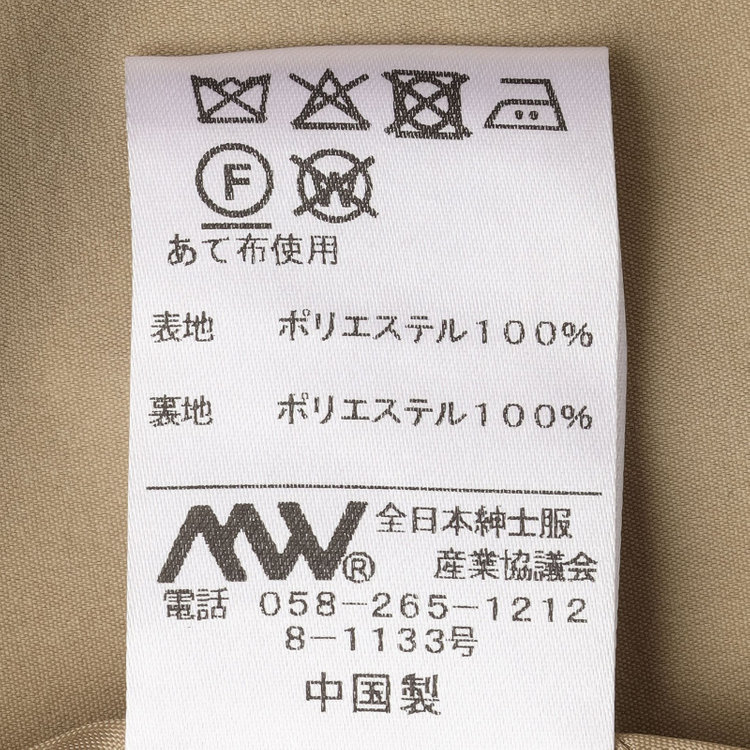 F W
あて布使用
表地 ポリエステル100%
裏地 ポリエステル100%
MW® 全日本紳士服
産業協議会
電話 058-265-1212
8-1133号
中国製